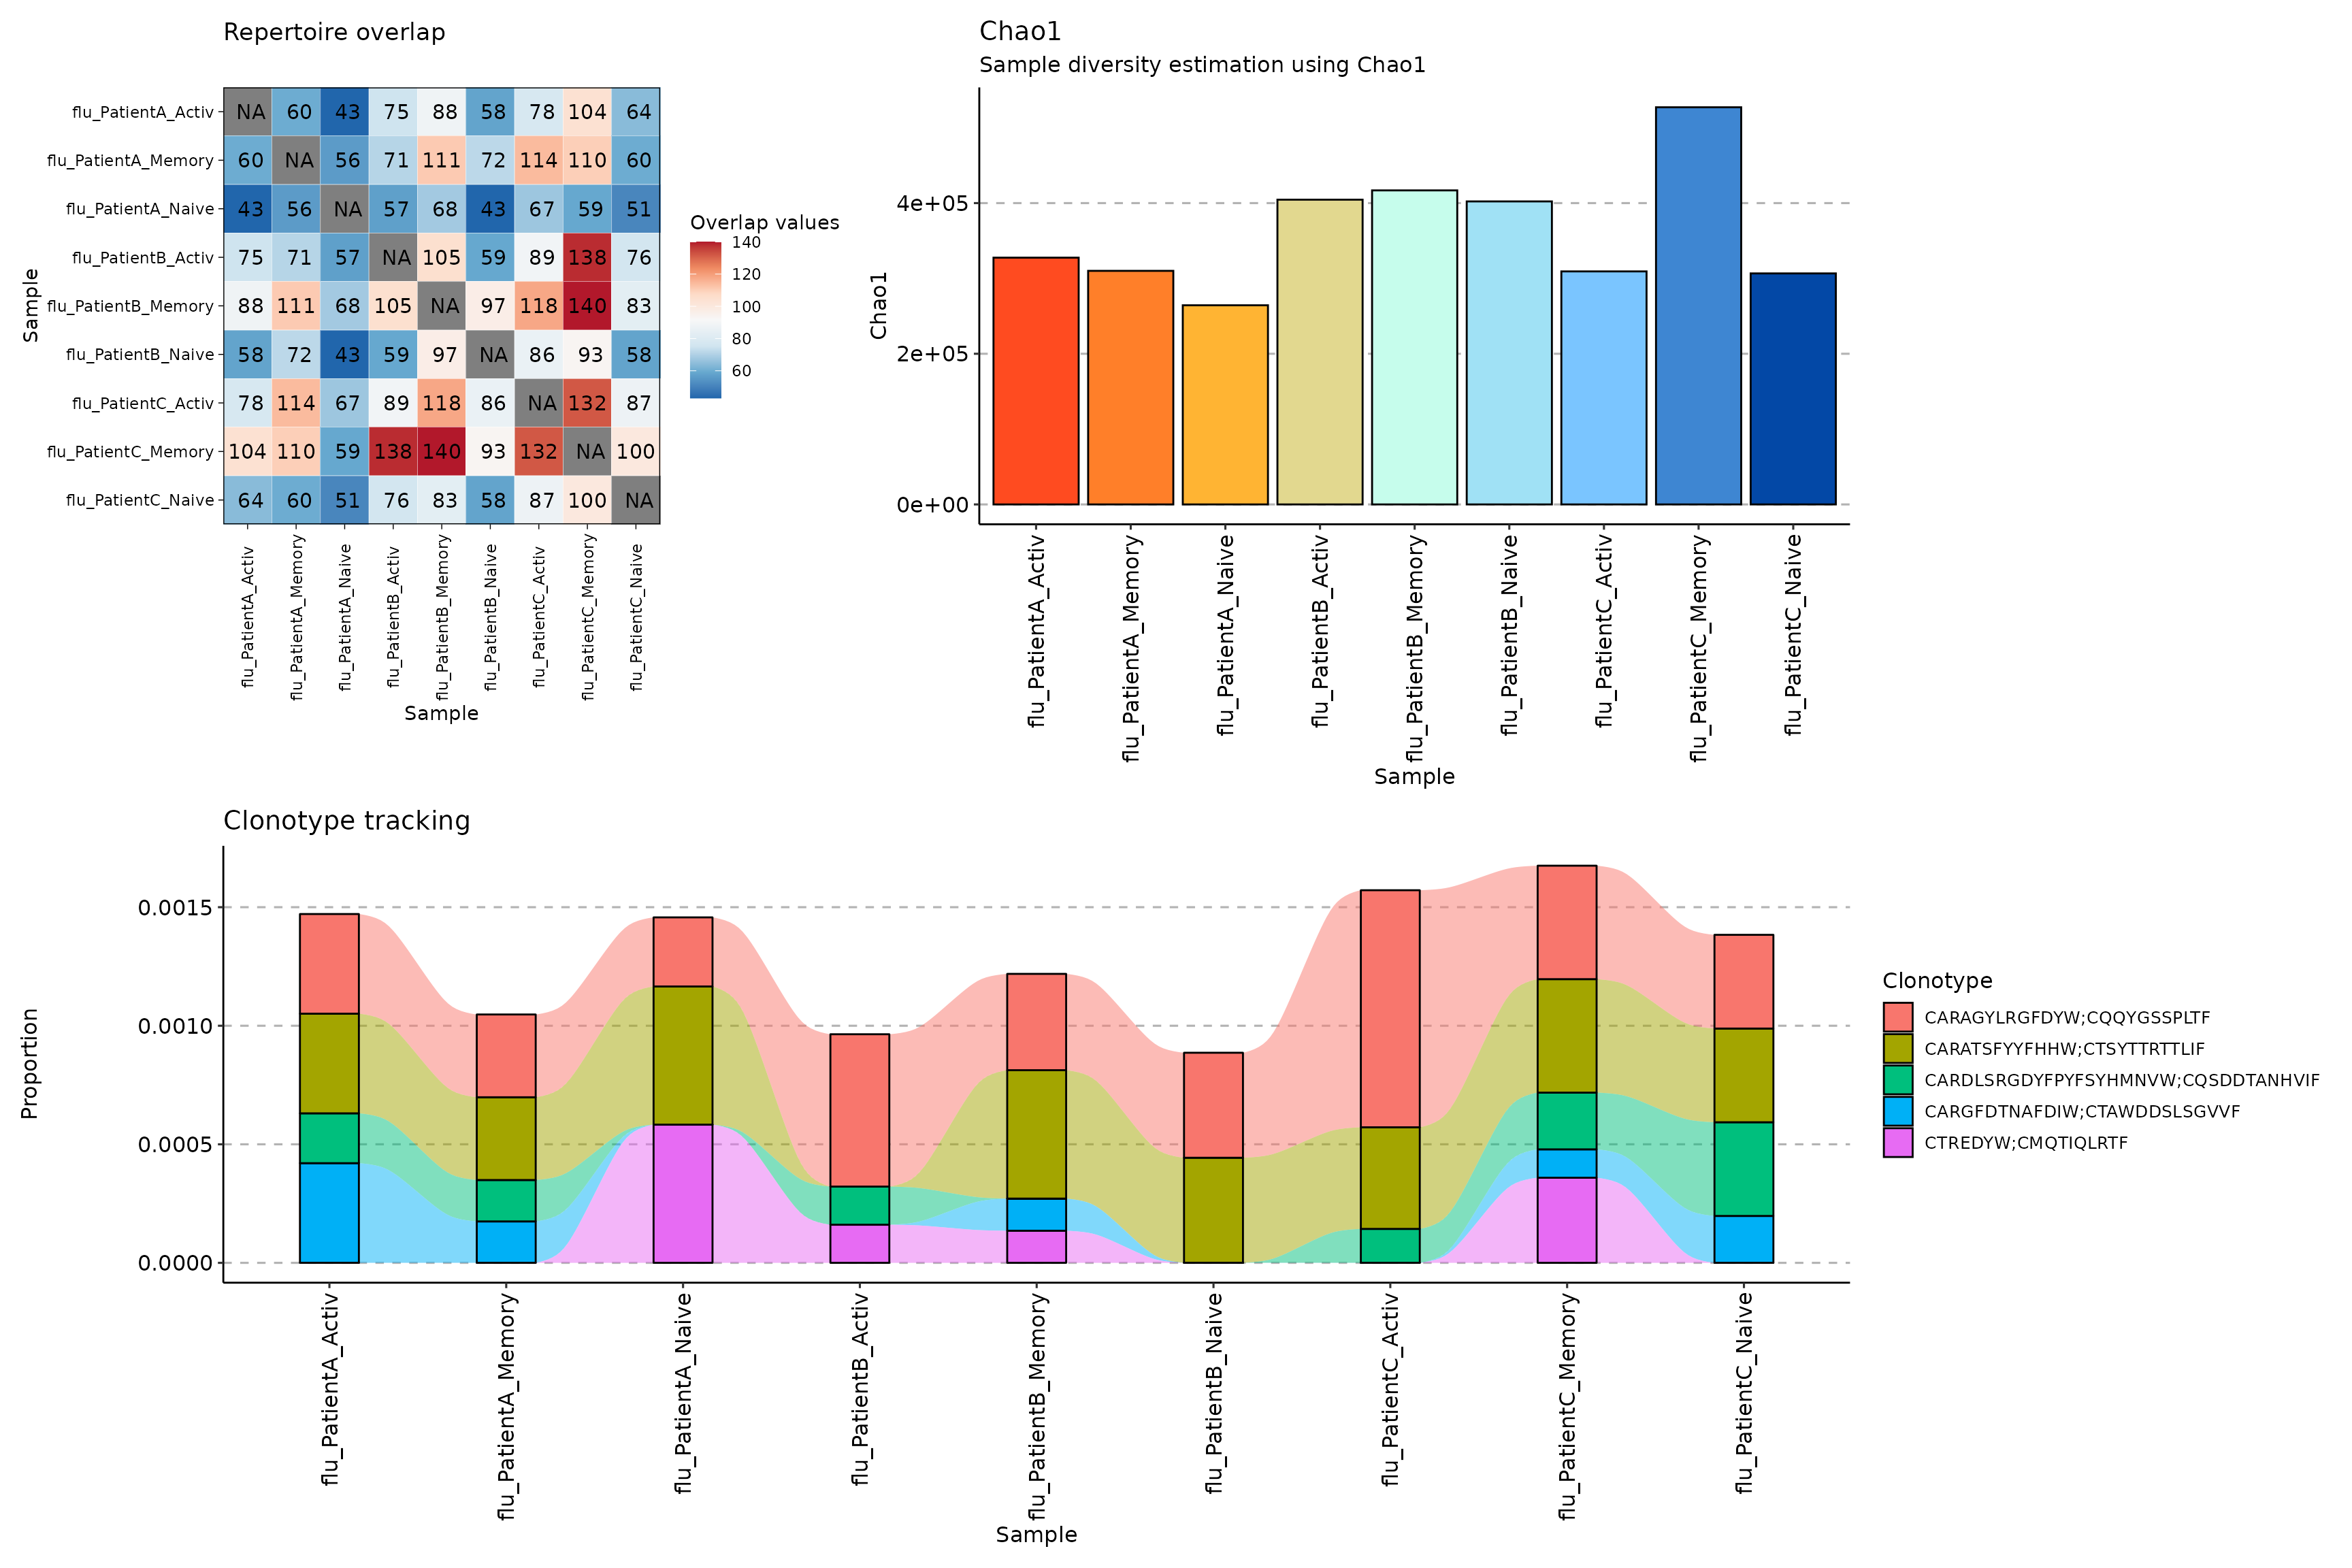 Repertoire overlap
Sample
flu_PatientA_Activ NA 60 43 75 88 58 78 104 64
flu_PatientA_Memory 60 NA 56 71 111 72 114 110 60
flu_PatientA_Naive 43 56 NA 57 68 43 67 59 51
flu_PatientB_Activ 75 71 57 NA 105 59 89 138 76
flu_PatientB_Memory 88 111 68 105 NA 97 118 140 83
flu_PatientB_Naive 58 72 43 59 97 NA 86 93 58
flu_PatientC_Activ 78 114 67 89 118 86 NA 132 87
flu_PatientC_Memory 104 110 59 138 140 93 132 NA 100
flu_PatientC_Naive 64 60 51 76 83 58 87 100 NA
flu_PatientA_Activ
flu_PatientA_Memory
flu_PatientA_Naive
flu_PatientB_Activ
flu_PatientB_Memory
flu_PatientB_Naive
flu_PatientC_Activ
flu_PatientC_Memory
flu_PatientC_Naive
Sample
Overlap values
140
120
100
80
60
Chao1
Sample diversity estimation using Chao1
Chao1
4e+05
2e+05
0e+00
flu_PatientA_Activ
flu_PatientA_Memory
flu_PatientA_Naive
flu_PatientB_Activ
flu_PatientB_Memory
flu_PatientB_Naive
flu_PatientC_Activ
flu_PatientC_Memory
flu_PatientC_Naive
Sample
Clonotype tracking
Proportion
0.0015
0.0010
0.0005
0.0000
flu_PatientA_Activ
flu_PatientA_Memory
flu_PatientA_Naive
flu_PatientB_Activ
flu_PatientB_Memory
flu_PatientB_Naive
flu_PatientC_Activ
flu_PatientC_Memory
flu_PatientC_Naive
Sample
Clonotype
CARAGYLRGFDYW;CQQYGSSPLTF
CARATSFYYFHHW;CTSYTTRTTLIF
CARDLSRGDYFPYFSYHMNVW;CQSDDTANHVIF
CARGFDTNAFDIW;CTAWDDSLSGVVF
CTREDYW;CMQTIQLRTF